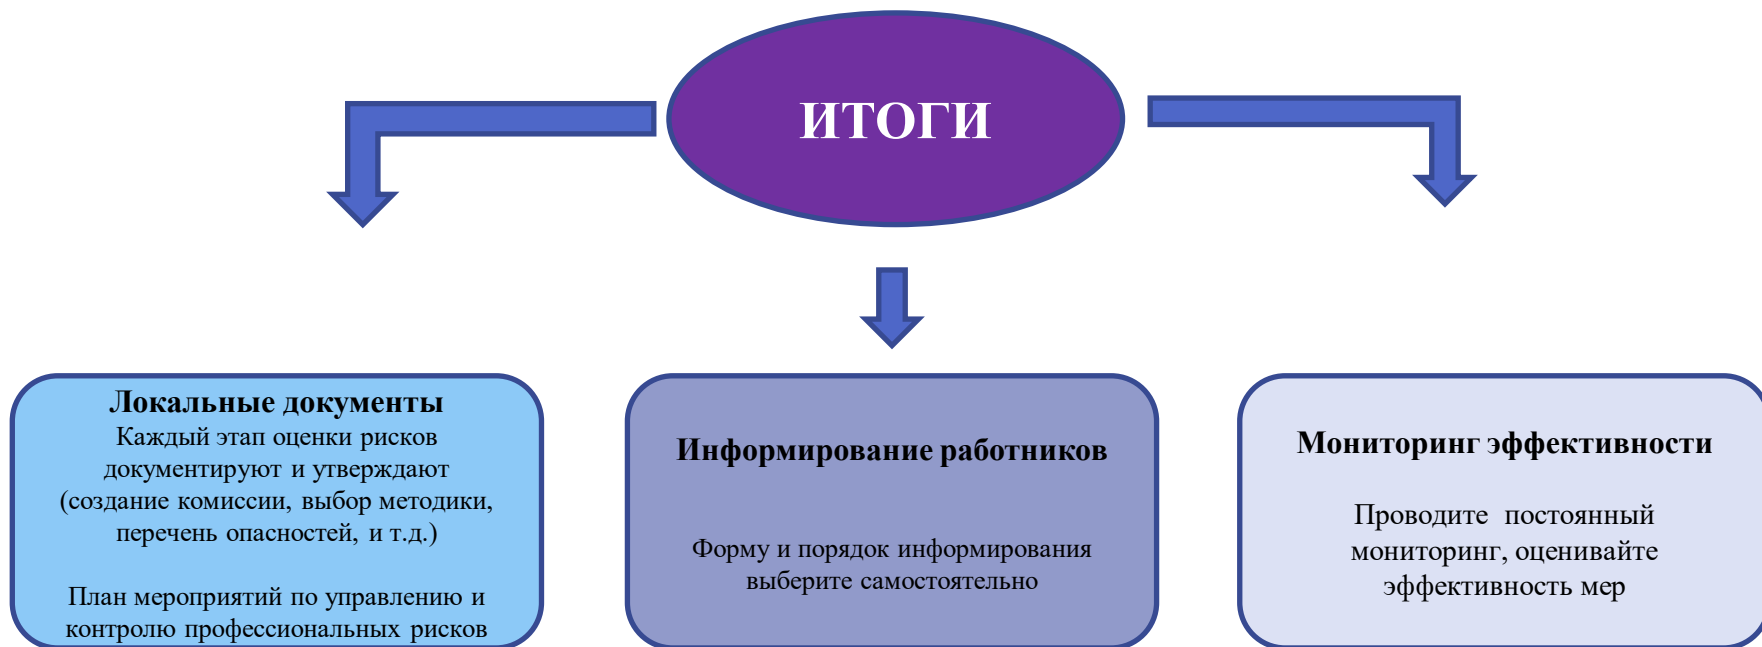 ИТОГИ
Локальные документы
Каждый этап оценки рисков
документируют и утверждают
(создание комиссии, выбор методики,
перечень опасностей, и т.д.)
План мероприятий по управлению и
контролю профессиональных рисков
Информирование работников
Форму и порядок информирования
выберите самостоятельно
Мониторинг эффективности
Проводите постоянный
мониторинг, оценивайте
эффективность мер